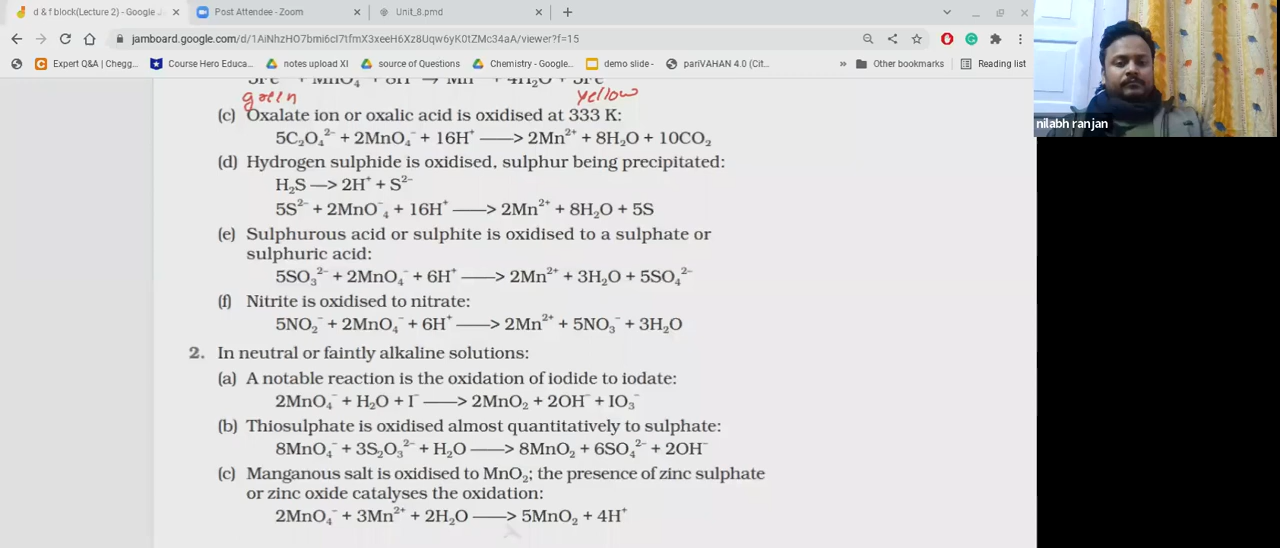 d & f block(Lecture 2) - Google J
Post Attendee - Zoom
Unit_8.pmd
jamboard.google.com/d/1AiNhzHO7bmi6cI7tfmX3xeeH6Xz8Uqw6yK0tZMc34aA/viewer?f=15
Expert Q&A | Chegg...
Course Hero Educa...
notes upload XI
source of Questions
Chemistry - Google...
demo slide -
pariVAHAN 4.0 (Cit...
»
Other bookmarks
Reading list
nilabh ranjan
5Fe + MnO₄⁻ + 8H⁺ → Mn + 4H₂O + 5Fe
green yellow
(c) Oxalate ion or oxalic acid is oxidised at 333 K:
5C₂O₄²⁻ + 2MnO₄⁻ + 16H⁺ ——> 2Mn²⁺ + 8H₂O + 10CO₂
(d) Hydrogen sulphide is oxidised, sulphur being precipitated:
H₂S —> 2H⁺ + S²⁻
5S²⁻ + 2MnO⁻₄ + 16H⁺ ——> 2Mn²⁺ + 8H₂O + 5S
(e) Sulphurous acid or sulphite is oxidised to a sulphate or
sulphuric acid:
5SO₃²⁻ + 2MnO₄⁻ + 6H⁺ ——> 2Mn²⁺ + 3H₂O + 5SO₄²⁻
(f) Nitrite is oxidised to nitrate:
5NO₂⁻ + 2MnO₄⁻ + 6H⁺ ——> 2Mn²⁺ + 5NO₃⁻ + 3H₂O
2. In neutral or faintly alkaline solutions:
(a) A notable reaction is the oxidation of iodide to iodate:
2MnO₄⁻ + H₂O + I⁻ ——> 2MnO₂ + 2OH⁻ + IO₃⁻
(b) Thiosulphate is oxidised almost quantitatively to sulphate:
8MnO₄⁻ + 3S₂O₃²⁻ + H₂O ——> 8MnO₂ + 6SO₄²⁻ + 2OH⁻
(c) Manganous salt is oxidised to MnO₂; the presence of zinc sulphate
or zinc oxide catalyses the oxidation:
2MnO₄⁻ + 3Mn²⁺ + 2H₂O ——> 5MnO₂ + 4H⁺